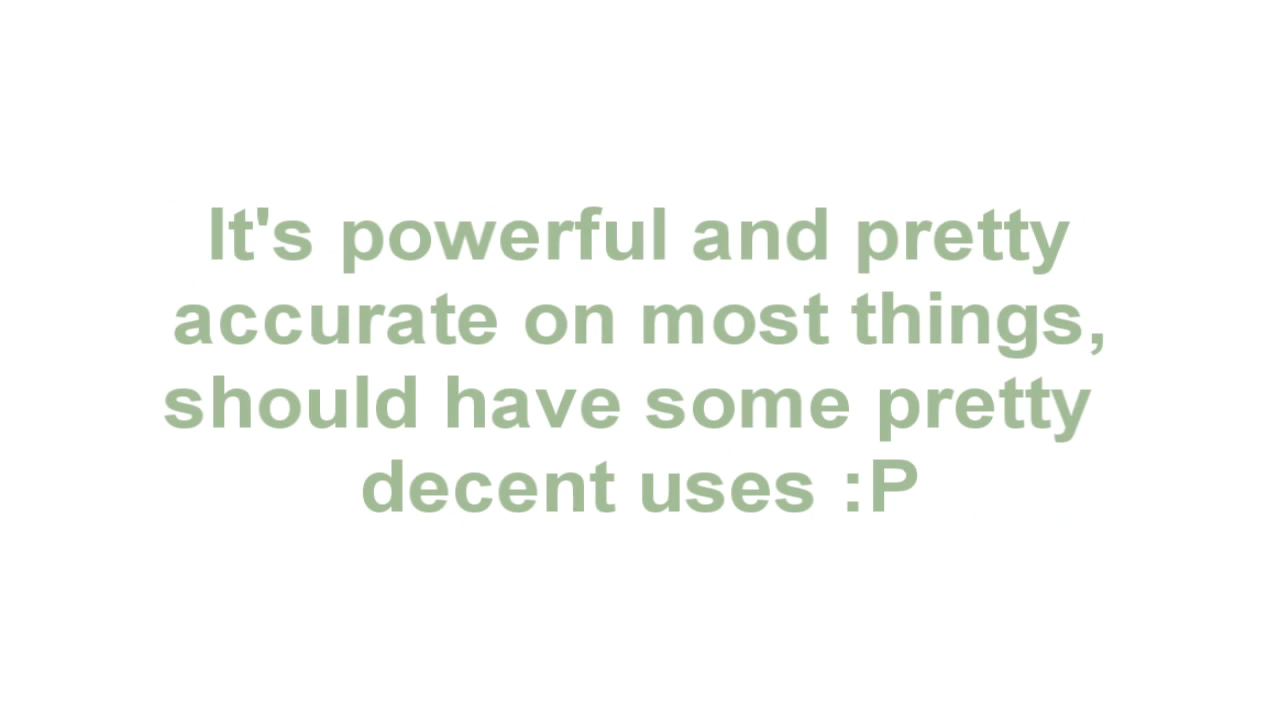 It's powerful and pretty
accurate on most things,
should have some pretty
decent uses :P